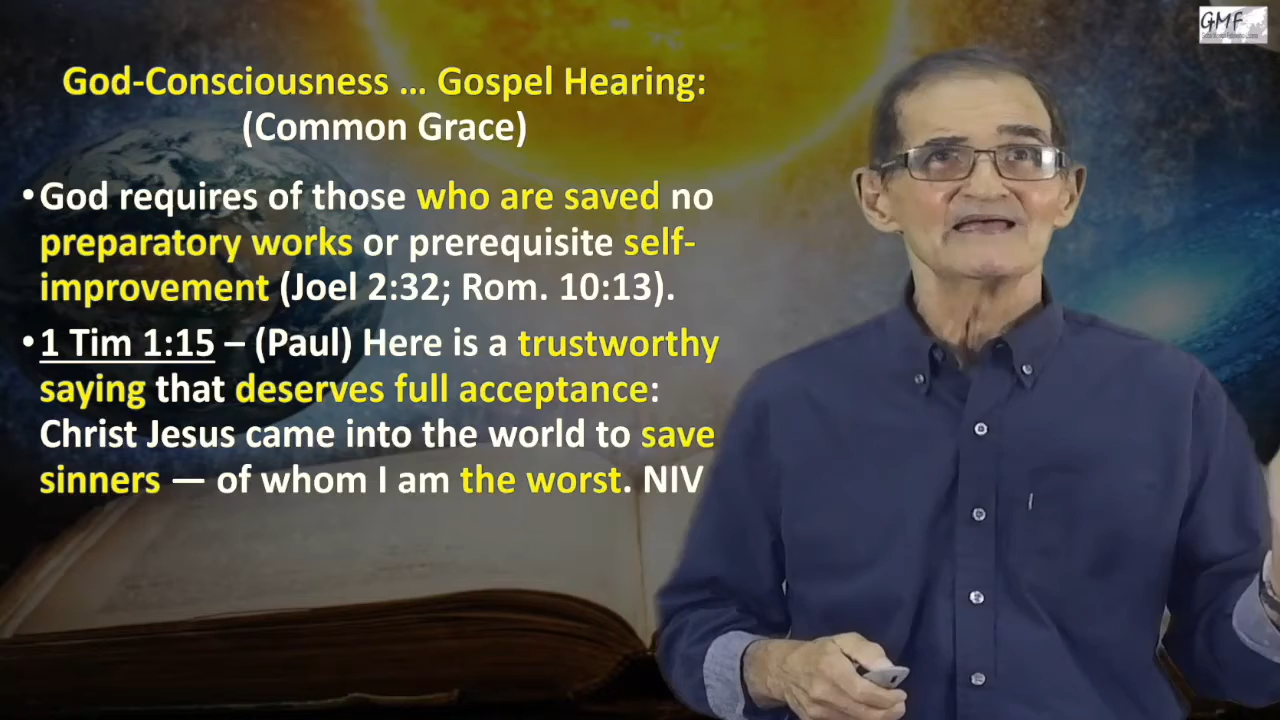 GMF
God-Consciousness ... Gospel Hearing:
(Common Grace)
•God requires of those who are saved no
preparatory works or prerequisite self-
improvement (Joel 2:32; Rom. 10:13).
•1 Tim 1:15 – (Paul) Here is a trustworthy
saying that deserves full acceptance:
Christ Jesus came into the world to save
sinners — of whom I am the worst. NIV